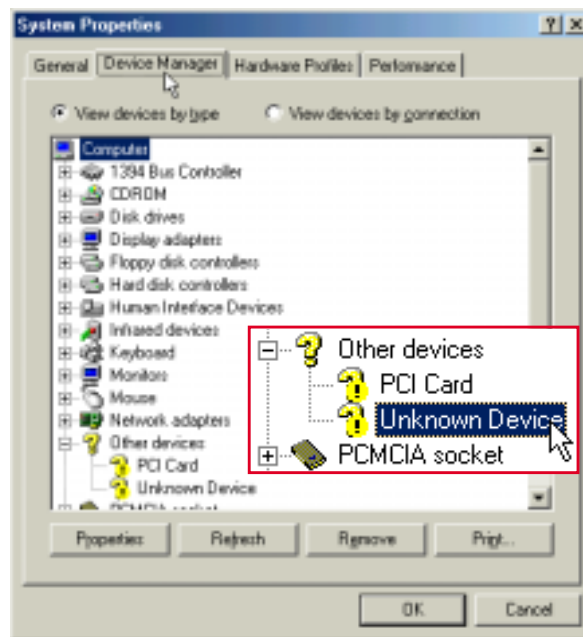 System Properties
General Device Manager Hardware Profiles Performance
View devices by type View devices by connection
Computer
1394 Bus Controller
CDROM
Disk drives
Display adapters
Floppy disk controllers
Hard disk controllers
Human Interface Devices
Infrared devices
Keyboard
Monitors
Mouse
Network adapters
Other devices
PCI Card
Unknown Device
PCMCIA socket
Other devices
PCI Card
Unknown Device
PCMCIA socket
Properties Refresh Remove Print...
OK Cancel